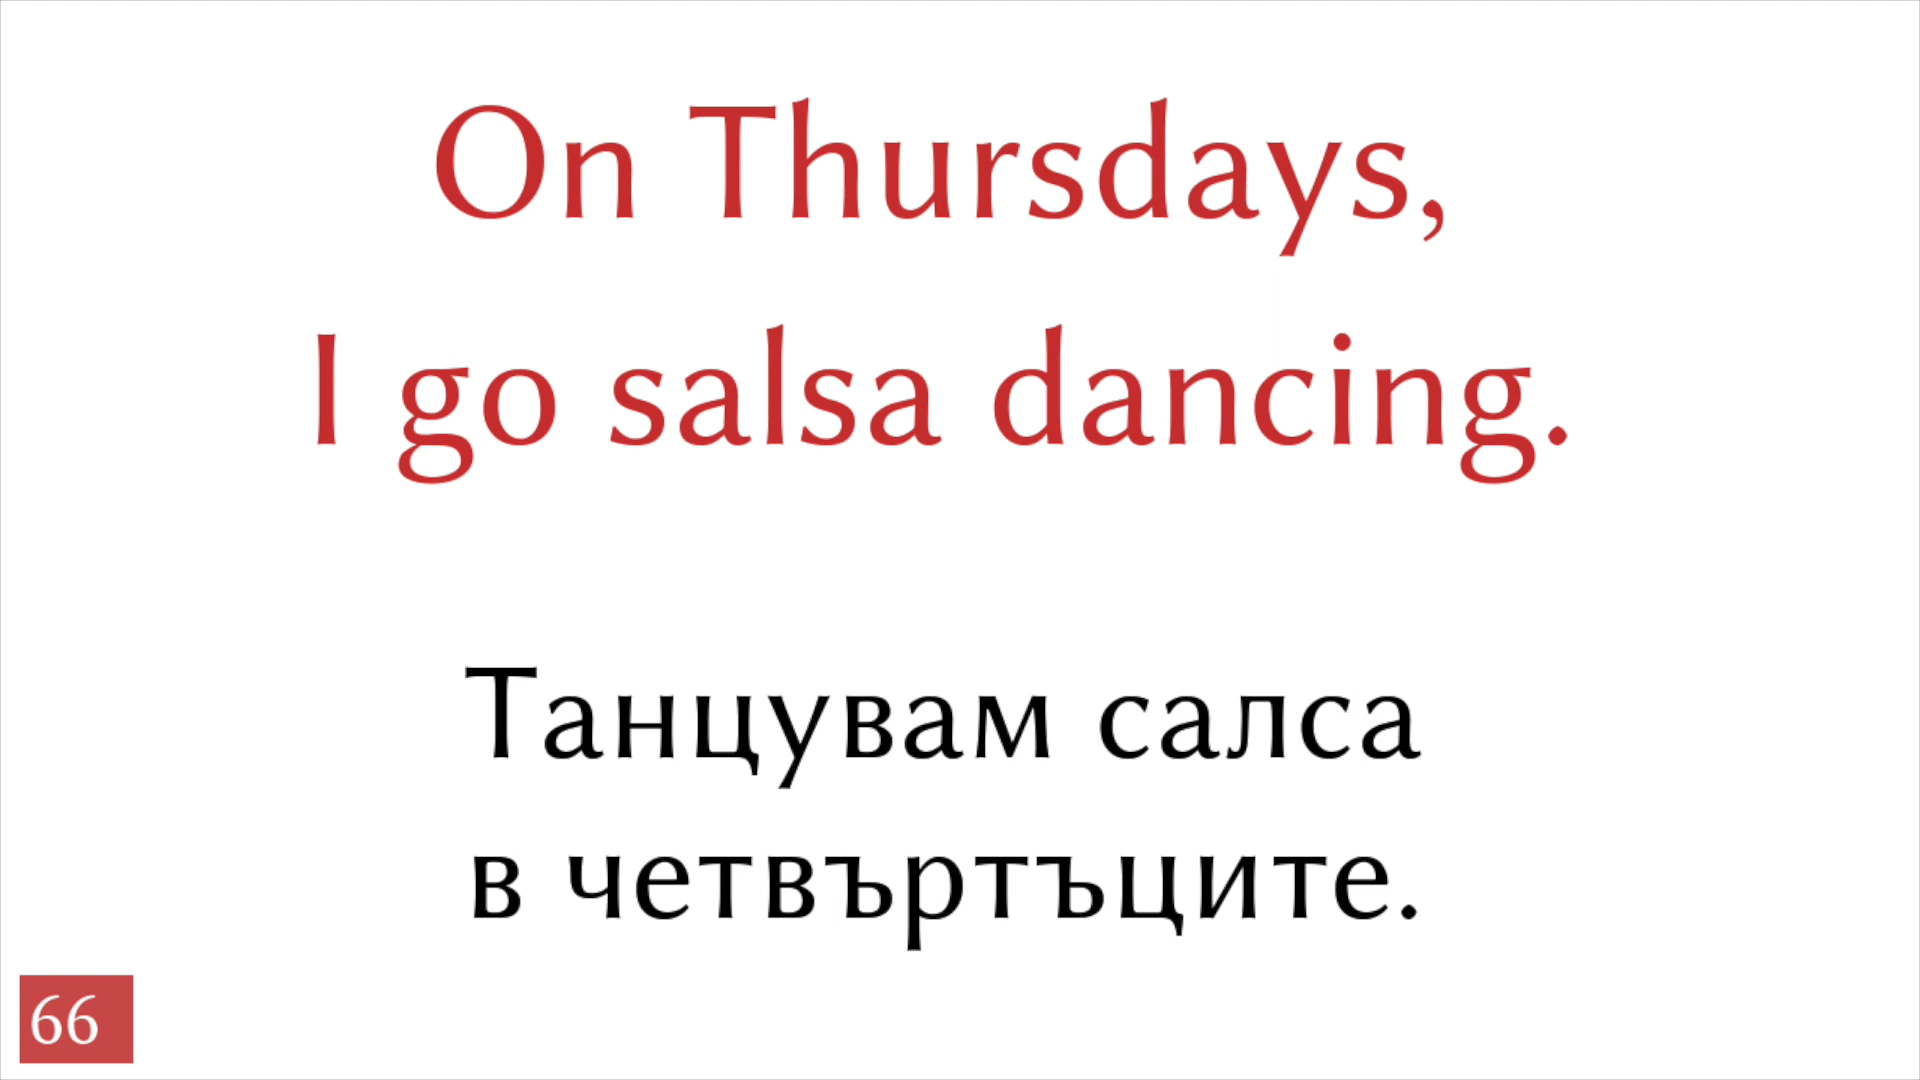 On Thursdays,
I go salsa dancing.
Танцувам салса
в четвъртъците.
66